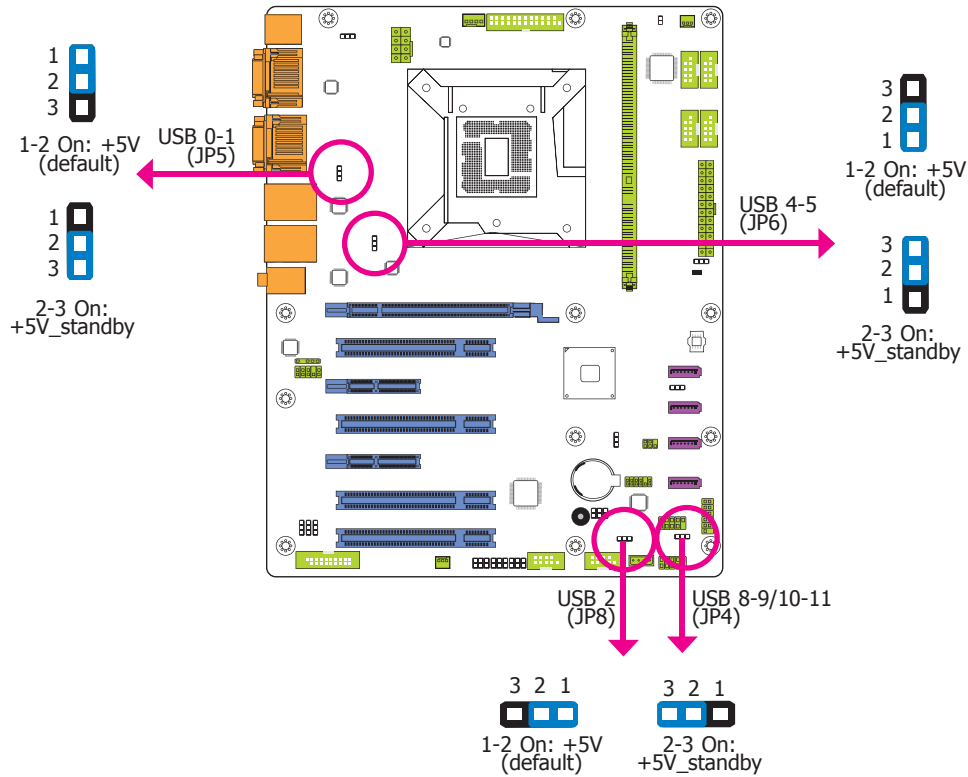 1
2
3
1-2 On: +5V
(default)
1
2
3
2-3 On:
+5V_standby
USB 0-1
(JP5)
USB 4-5
(JP6)
3
2
1
1-2 On: +5V
(default)
3
2
1
2-3 On:
+5V_standby
USB 2
(JP8)
USB 8-9/10-11
(JP4)
3 2 1
1-2 On: +5V
(default)
3 2 1
2-3 On:
+5V_standby